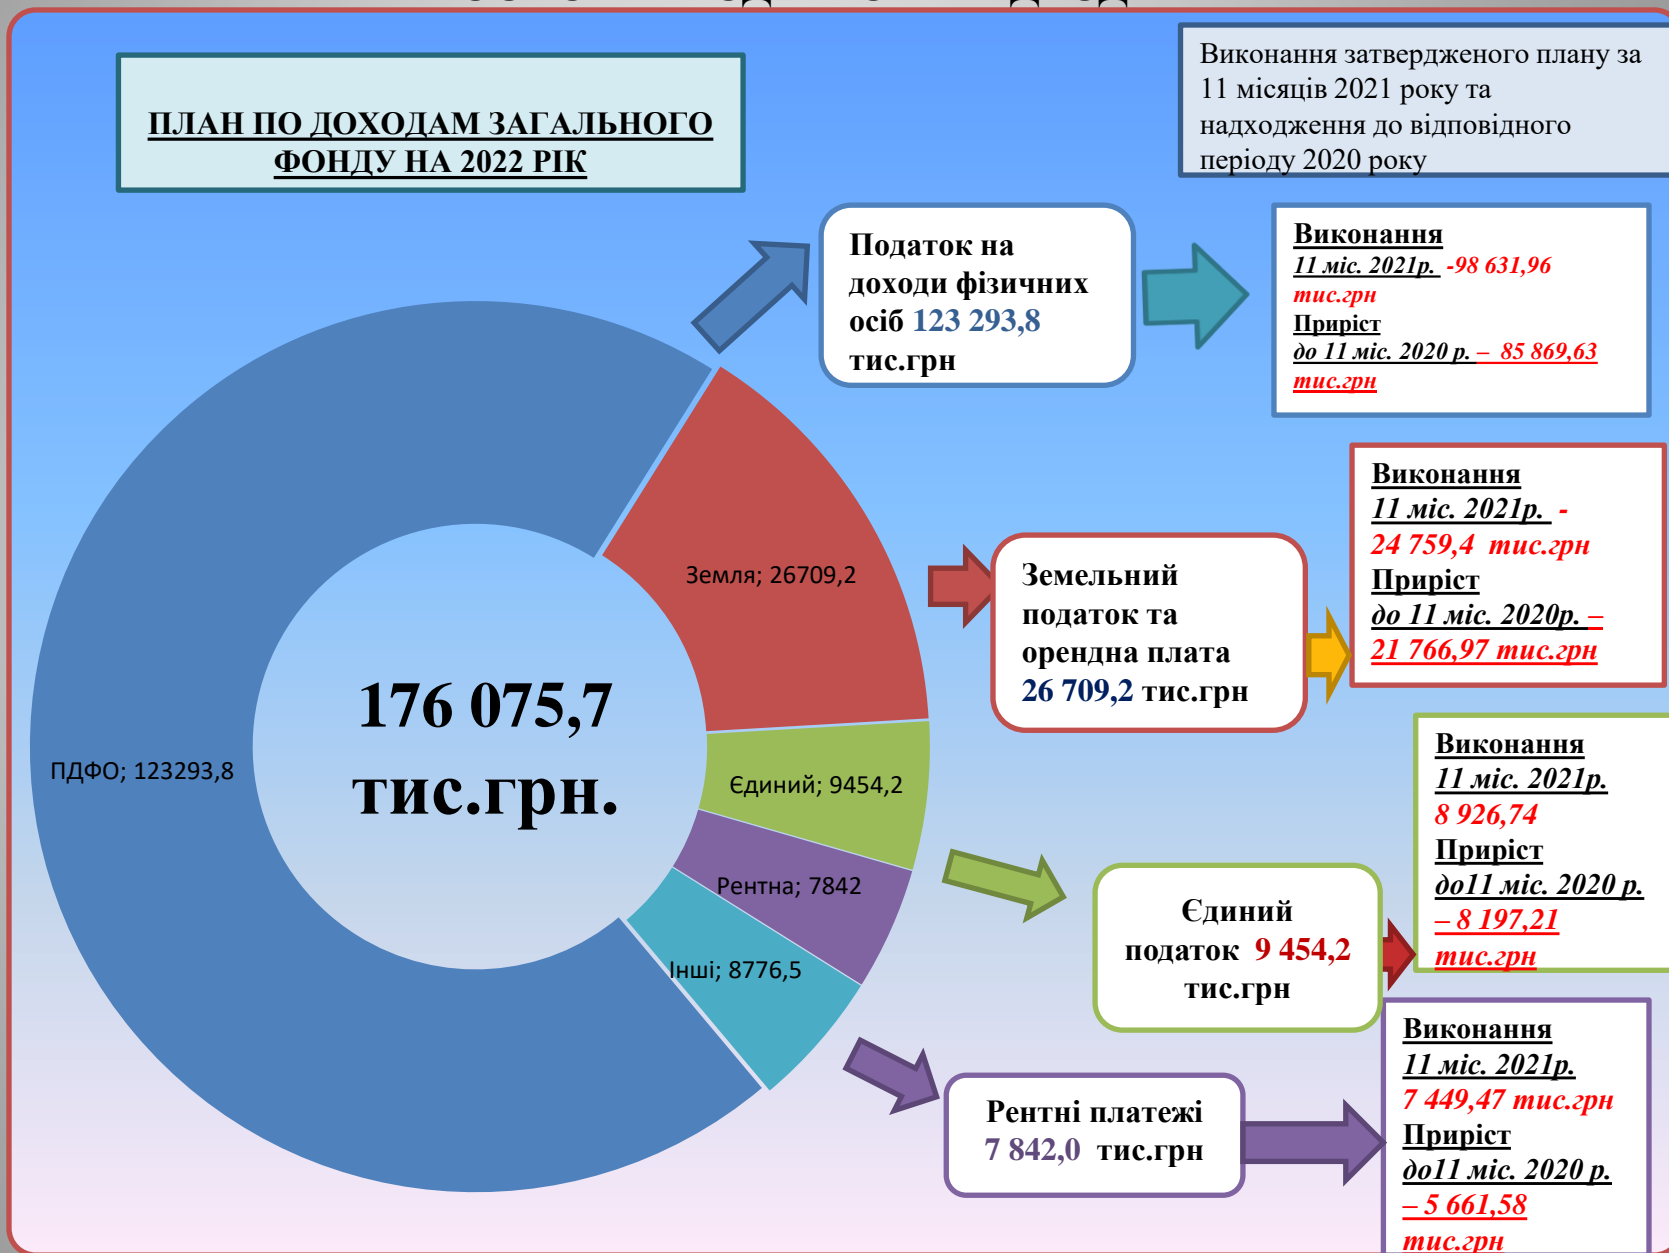 ПЛАН ПО ДОХОДАМ ЗАГАЛЬНОГО
ФОНДУ НА 2022 РІК
Виконання затвердженого плану за
11 місяців 2021 року та
надходження до відповідного
періоду 2020 року
Податок на
доходи фізичних
осіб 123 293,8
тис.грн
Виконання
11 міс. 2021р. -98 631,96
тис.грн
Приріст
до 11 міс. 2020 р. – 85 869,63
тис.грн
Земля; 26709,2
Земельний
податок та
орендна плата
26 709,2 тис.грн
Виконання
11 міс. 2021р. -
24 759,4 тис.грн
Приріст
до 11 міс. 2020р. –
21 766,97 тис.грн
176 075,7
тис.грн.
ПДФО; 123293,8
Єдиний; 9454,2
Рентна; 7842
Інші; 8776,5
Єдиний
податок 9 454,2
тис.грн
Виконання
11 міс. 2021р.
8 926,74
Приріст
до11 міс. 2020 р.
– 8 197,21
тис.грн
Рентні платежі
7 842,0 тис.грн
Виконання
11 міс. 2021р.
7 449,47 тис.грн
Приріст
до11 міс. 2020 р.
– 5 661,58
тис.грн